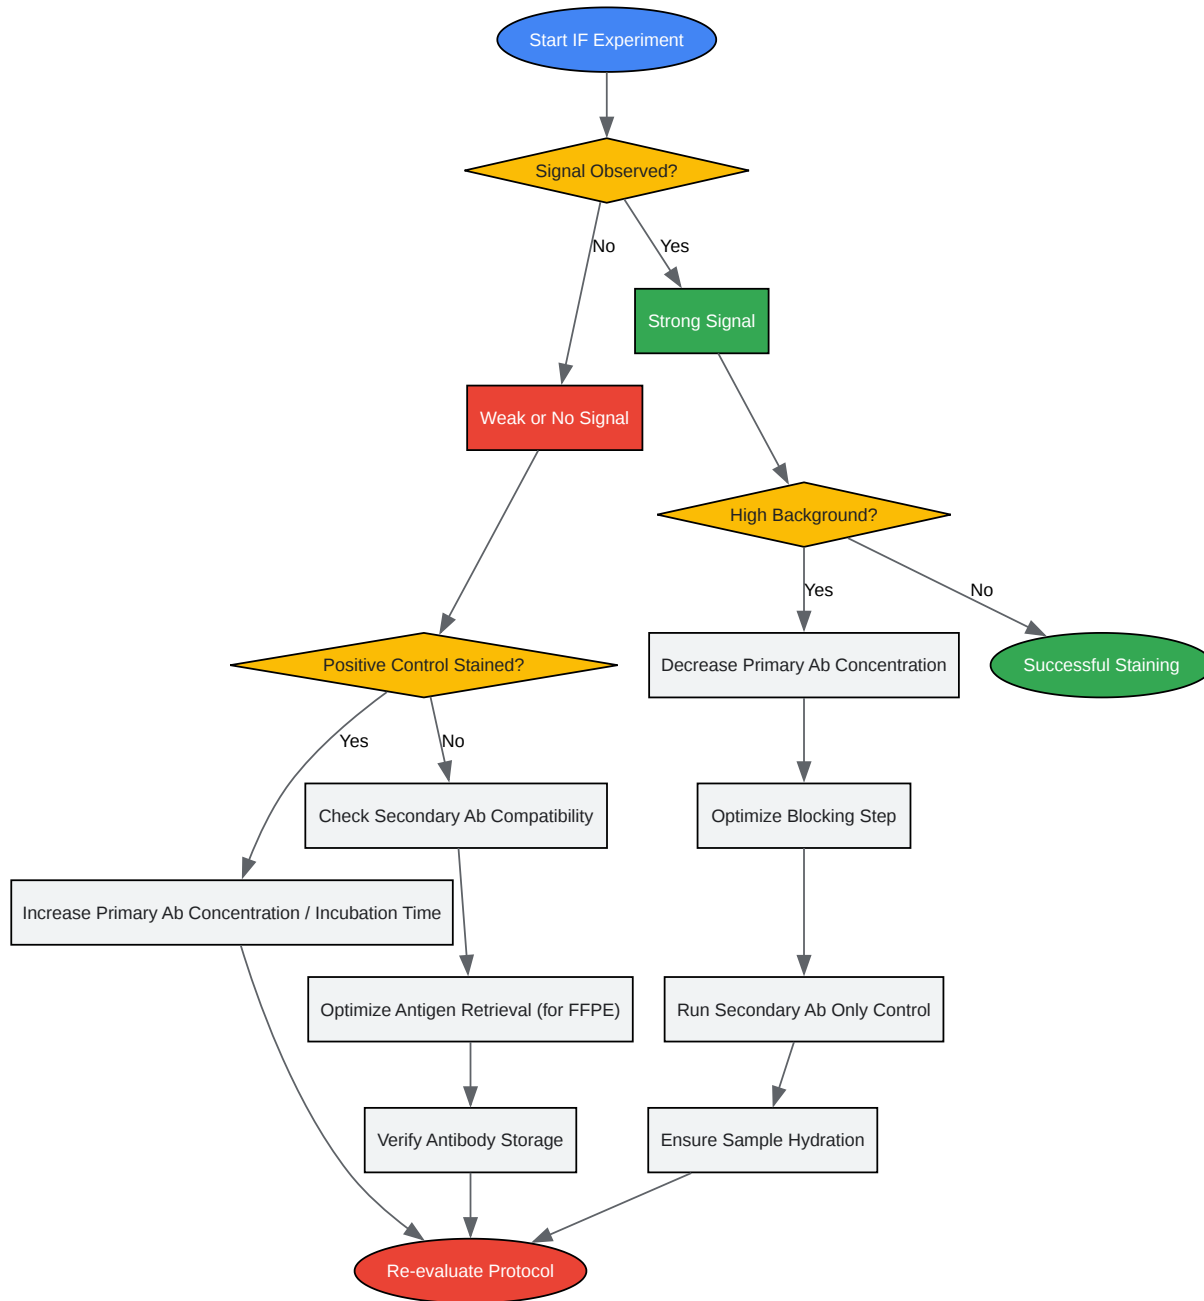 Start IF Experiment
Signal Observed?
No
Yes
Strong Signal
Weak or No Signal
High Background?
Yes
No
Positive Control Stained?
Decrease Primary Ab Concentration
Successful Staining
Yes
No
Check Secondary Ab Compatibility
Optimize Blocking Step
Increase Primary Ab Concentration / Incubation Time
Optimize Antigen Retrieval (for FFPE)
Run Secondary Ab Only Control
Verify Antibody Storage
Ensure Sample Hydration
Re-evaluate Protocol